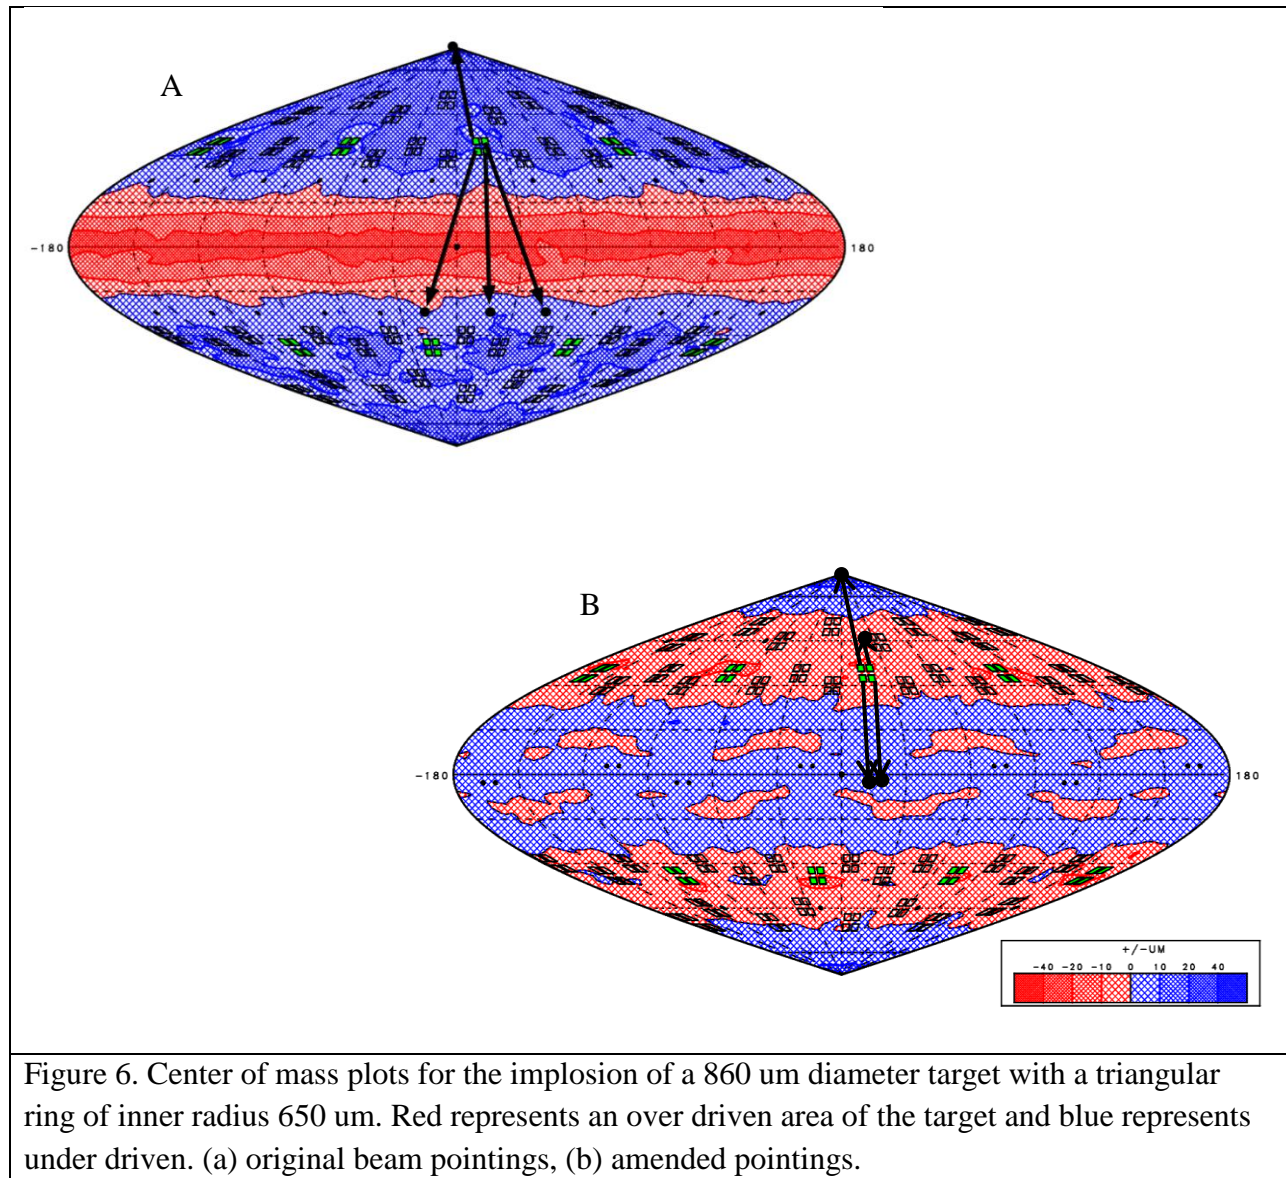 A
-180
180
B
-180
180
+/-UM
-40 -20 -10 0 10 20 40
Figure 6. Center of mass plots for the implosion of a 860 um diameter target with a triangular
ring of inner radius 650 um. Red represents an over driven area of the target and blue represents
under driven. (a) original beam pointings, (b) amended pointings.